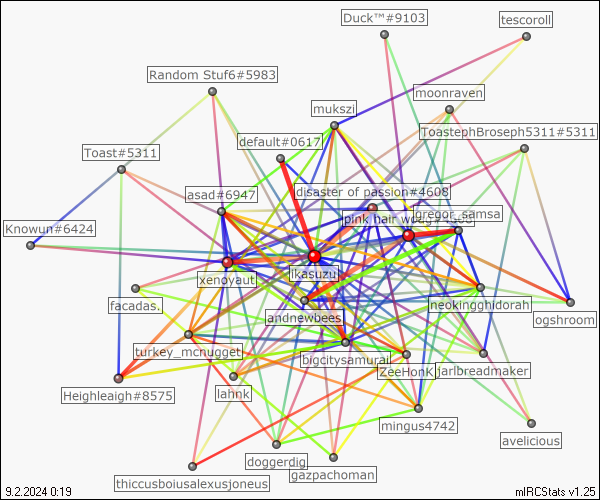 Duck™#9103
tescoroll
Random Stuf6#5983
moonraven
mukszi
ToastephBroseph5311#5311
default#0617
Toast#5311
disaster of passion#4608
asad#6947
pink hair
gregor_samsa
Knowun#6424
ikasuzu
xenoyaut
neokingghidorah
facadas.
andnewbees
ogshroom
turkey_mcnugget
bigcitysamurai
ZeeHonK
jarlbreadmaker
Heighleaigh#8575
lahnk
mingus4742
avelicious
doggerdig
gazpachoman
thiccusboiusalexusjoneus
9.2.2024 0:19
mIRCStats v1.25